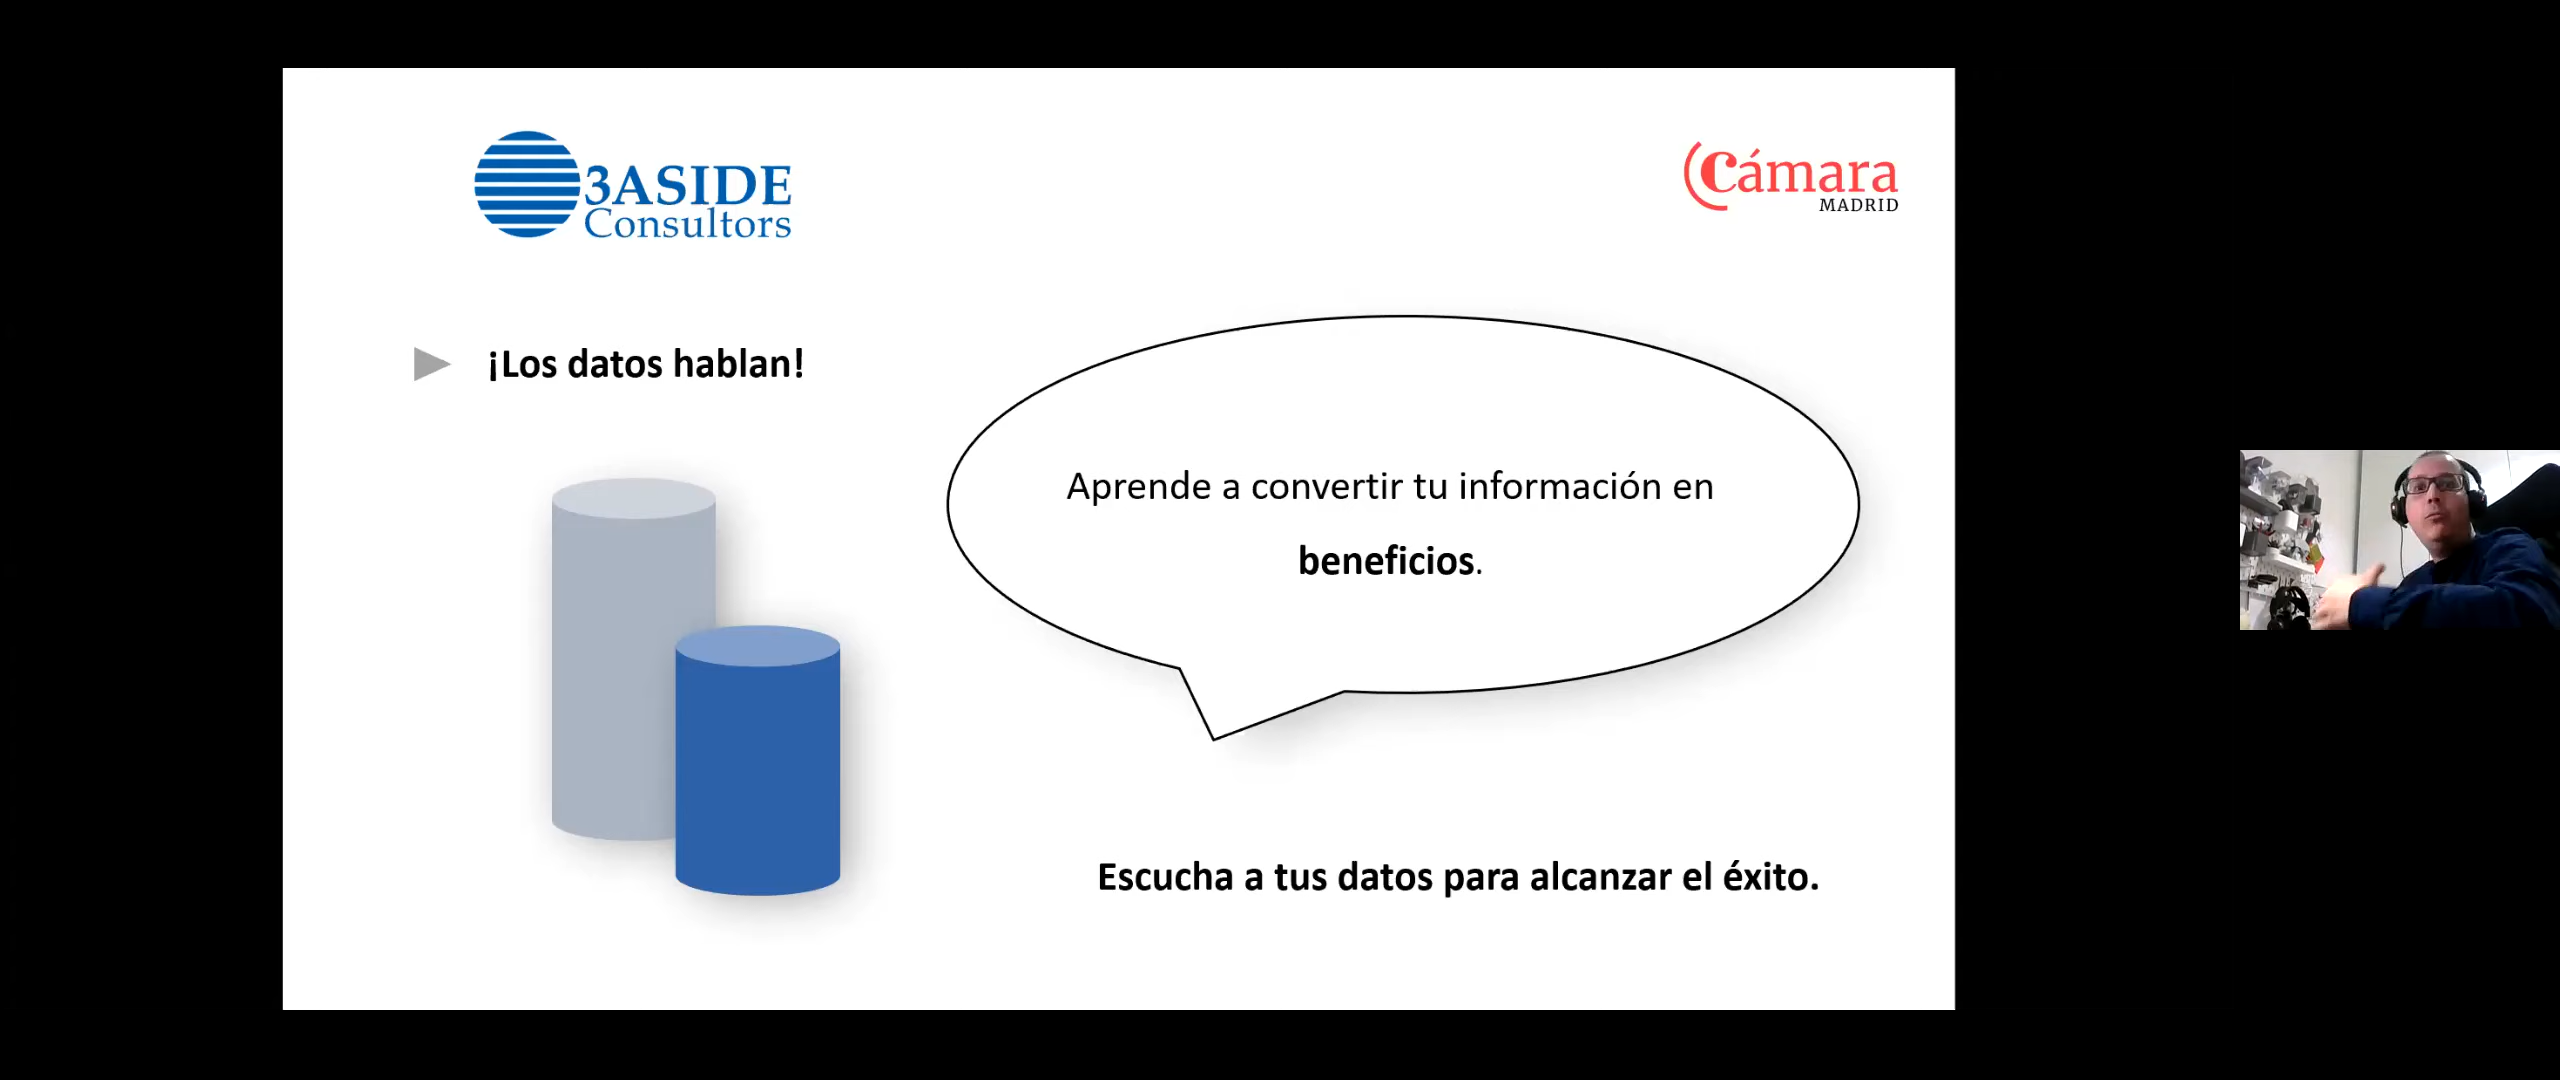 3ASIDE
Consultors
cámara
MADRID
¡Los datos hablan!
Aprende a convertir tu información en
beneficios.
Escucha a tus datos para alcanzar el éxito.